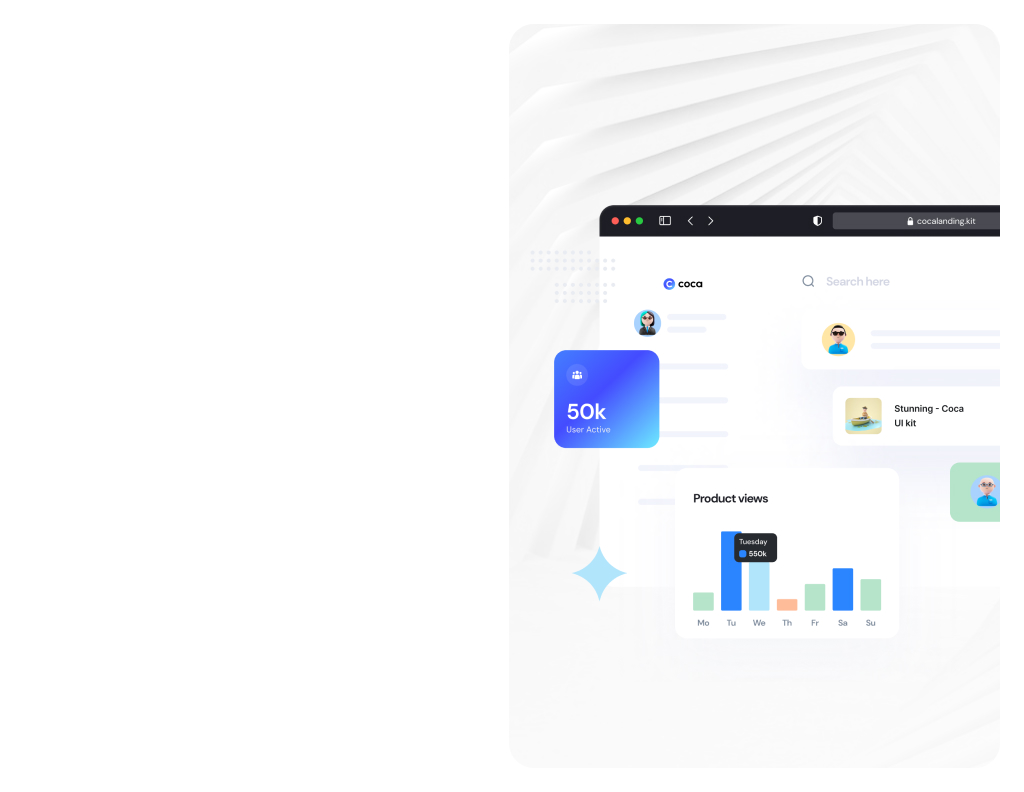 cocalanding.kit
coca
Search here
50k
User Active
Stunning - Coca
UI kit
Product views
Tuesday
550k
Mo Tu We Th Fr Sa Su